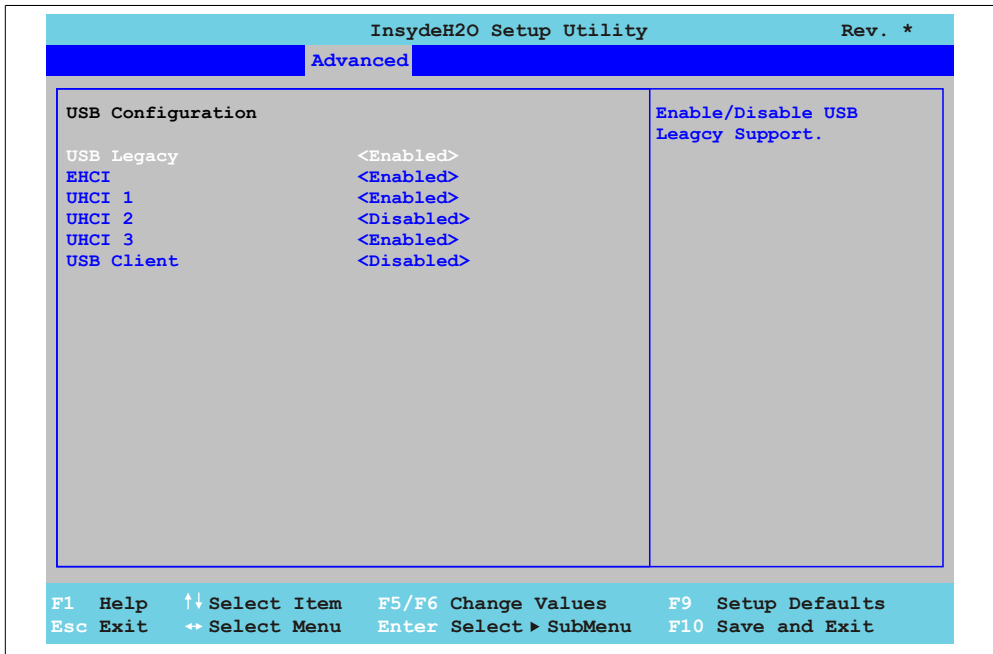 InsydeH2O Setup Utility Rev. *
Advanced
USB Configuration
USB Legacy <Enabled>
EHCI <Enabled>
UHCI 1 <Enabled>
UHCI 2 <Disabled>
UHCI 3 <Enabled>
USB Client <Disabled>
Enable/Disable USB
Leagcy Support.
F1 Help ↑↓ Select Item F5/F6 Change Values F9 Setup Defaults
Esc Exit ↔ Select Menu Enter Select ▶ SubMenu F10 Save and Exit